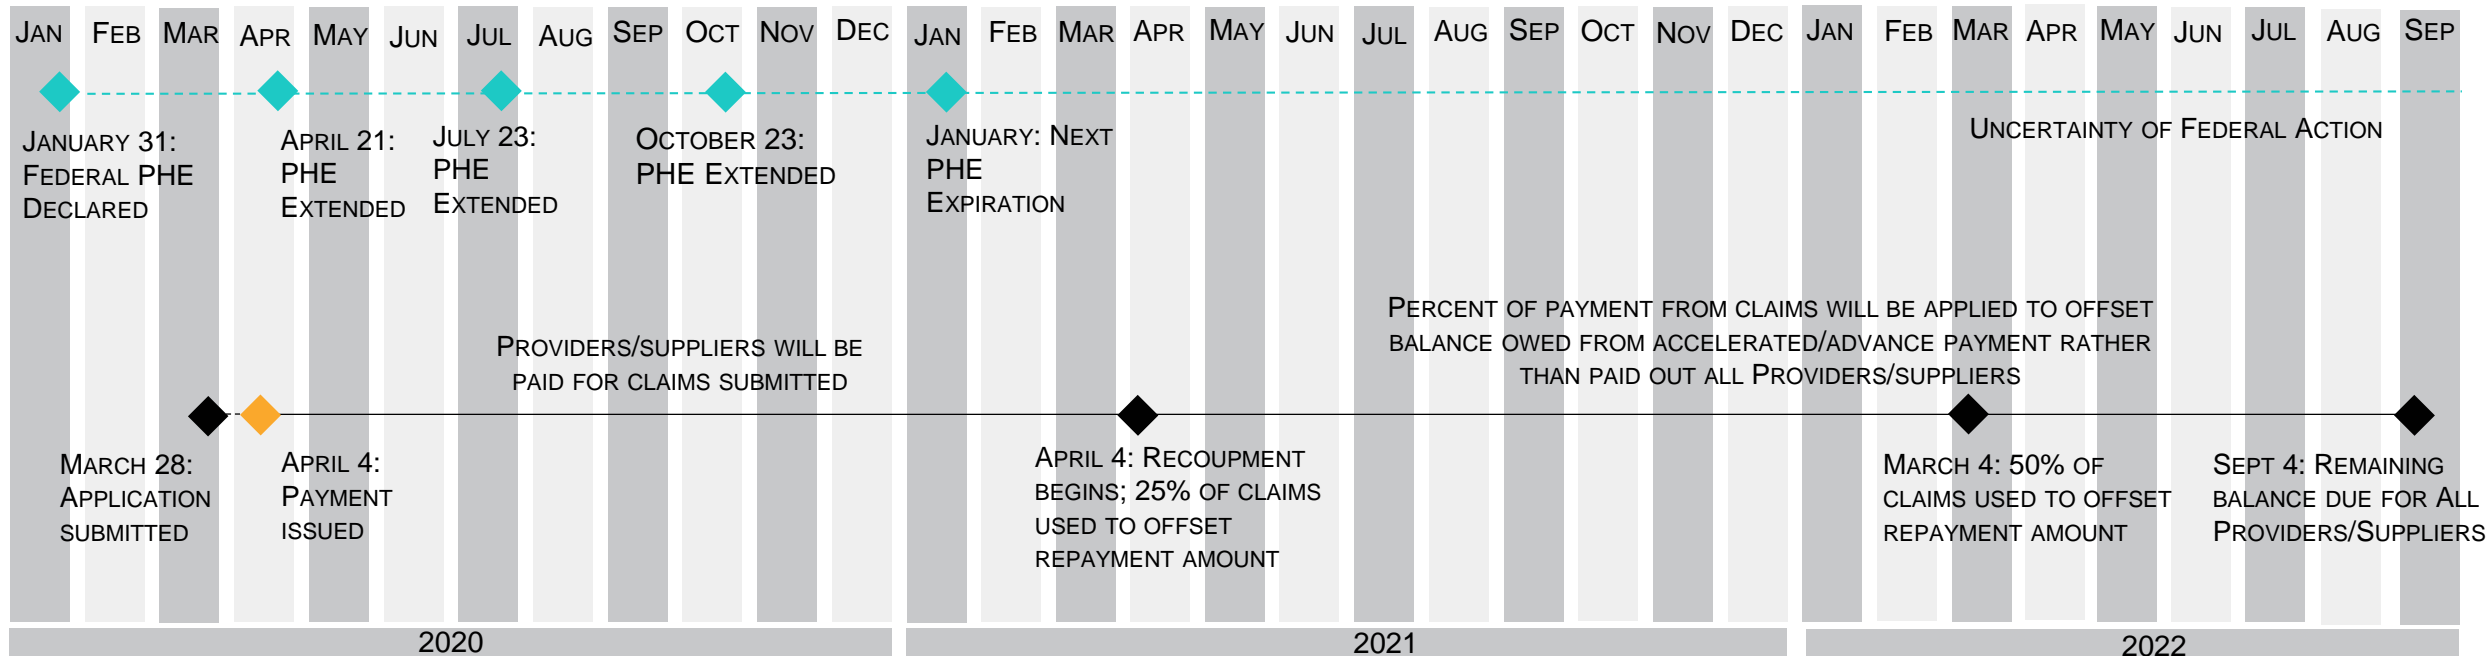 JAN FEB MAR APR MAY JUN JUL AUG SEP OCT NOV DEC JAN FEB MAR APR MAY JUN JUL AUG SEP OCT NOV DEC JAN FEB MAR APR MAY JUN JUL AUG SEP
JANUARY 31:
FEDERAL PHE
DECLARED
APRIL 21:
PHE
EXTENDED
JULY 23:
PHE
EXTENDED
OCTOBER 23:
PHE EXTENDED
JANUARY: NEXT
PHE
EXPIRATION
UNCERTAINTY OF FEDERAL ACTION
PROVIDERS/SUPPLIERS WILL BE
PAID FOR CLAIMS SUBMITTED
PERCENT OF PAYMENT FROM CLAIMS WILL BE APPLIED TO OFFSET
BALANCE OWED FROM ACCELERATED/ADVANCE PAYMENT RATHER
THAN PAID OUT ALL PROVIDERS/SUPPLIERS
MARCH 28:
APPLICATION
SUBMITTED
APRIL 4:
PAYMENT
ISSUED
APRIL 4: RECOUPMENT
BEGINS; 25% OF CLAIMS
USED TO OFFSET
REPAYMENT AMOUNT
MARCH 4: 50% OF
CLAIMS USED TO OFFSET
REPAYMENT AMOUNT
SEPT 4: REMAINING
BALANCE DUE FOR ALL
PROVIDERS/SUPPLIERS
2020 2021 2022